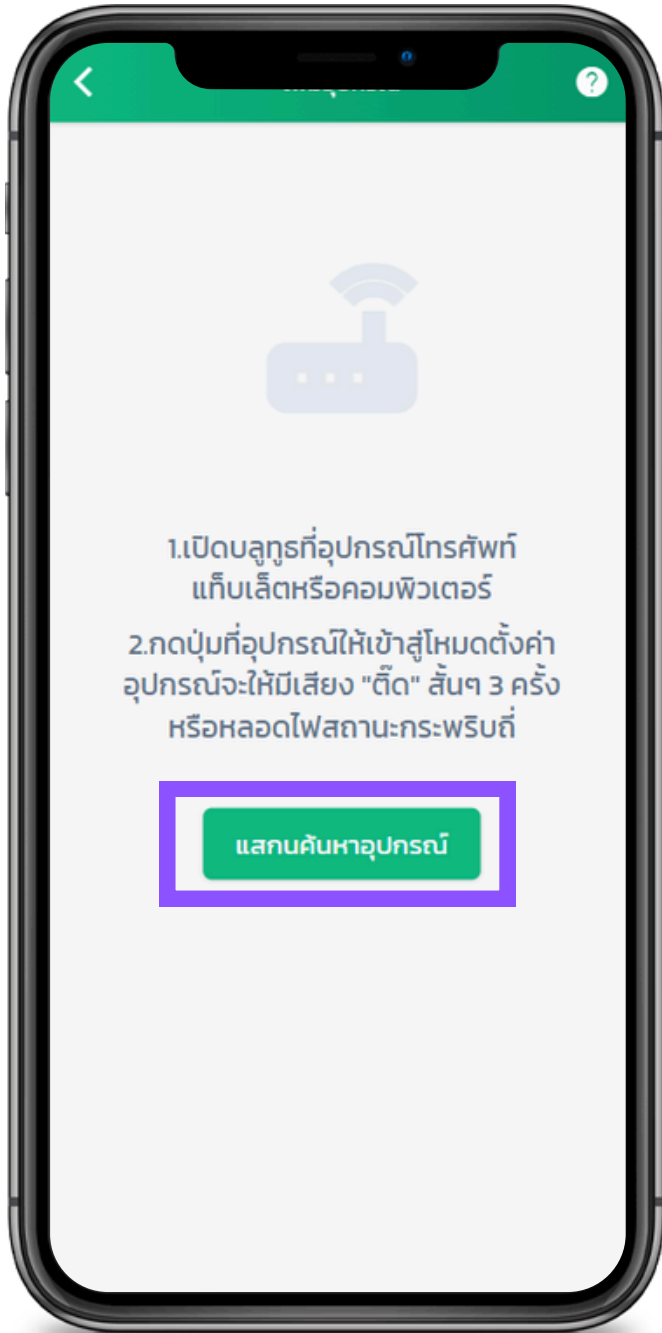 ?
1.เปิดบลูทูธที่อุปกรณ์โทรศัพท์
แท็บเล็ตหรือคอมพิวเตอร์
2.กดปุ่มที่อุปกรณ์ให้เข้าสู่โหมดตั้งค่า
อุปกรณ์จะให้มีเสียง "ติ๊ด" สั้นๆ 3 ครั้ง
หรือหลอดไฟสถานะกระพริบถี่
แสกนค้นหาอุปกรณ์